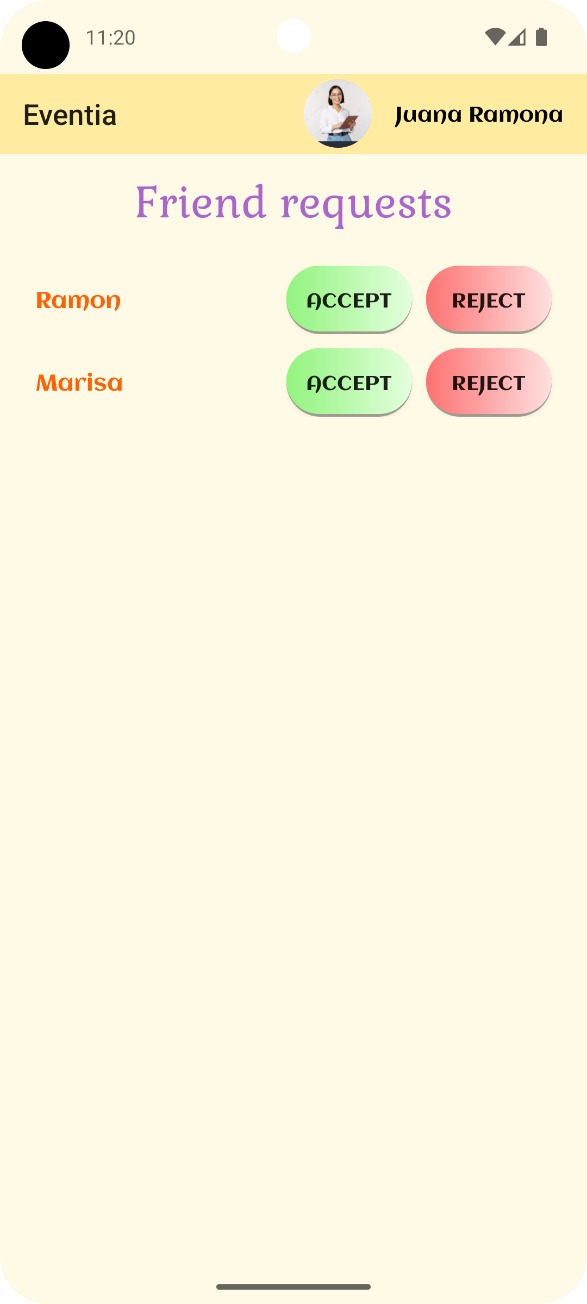 11:20
Eventia Juana Ramona
Friend requests
Ramon ACCEPT REJECT
Marisa ACCEPT REJECT